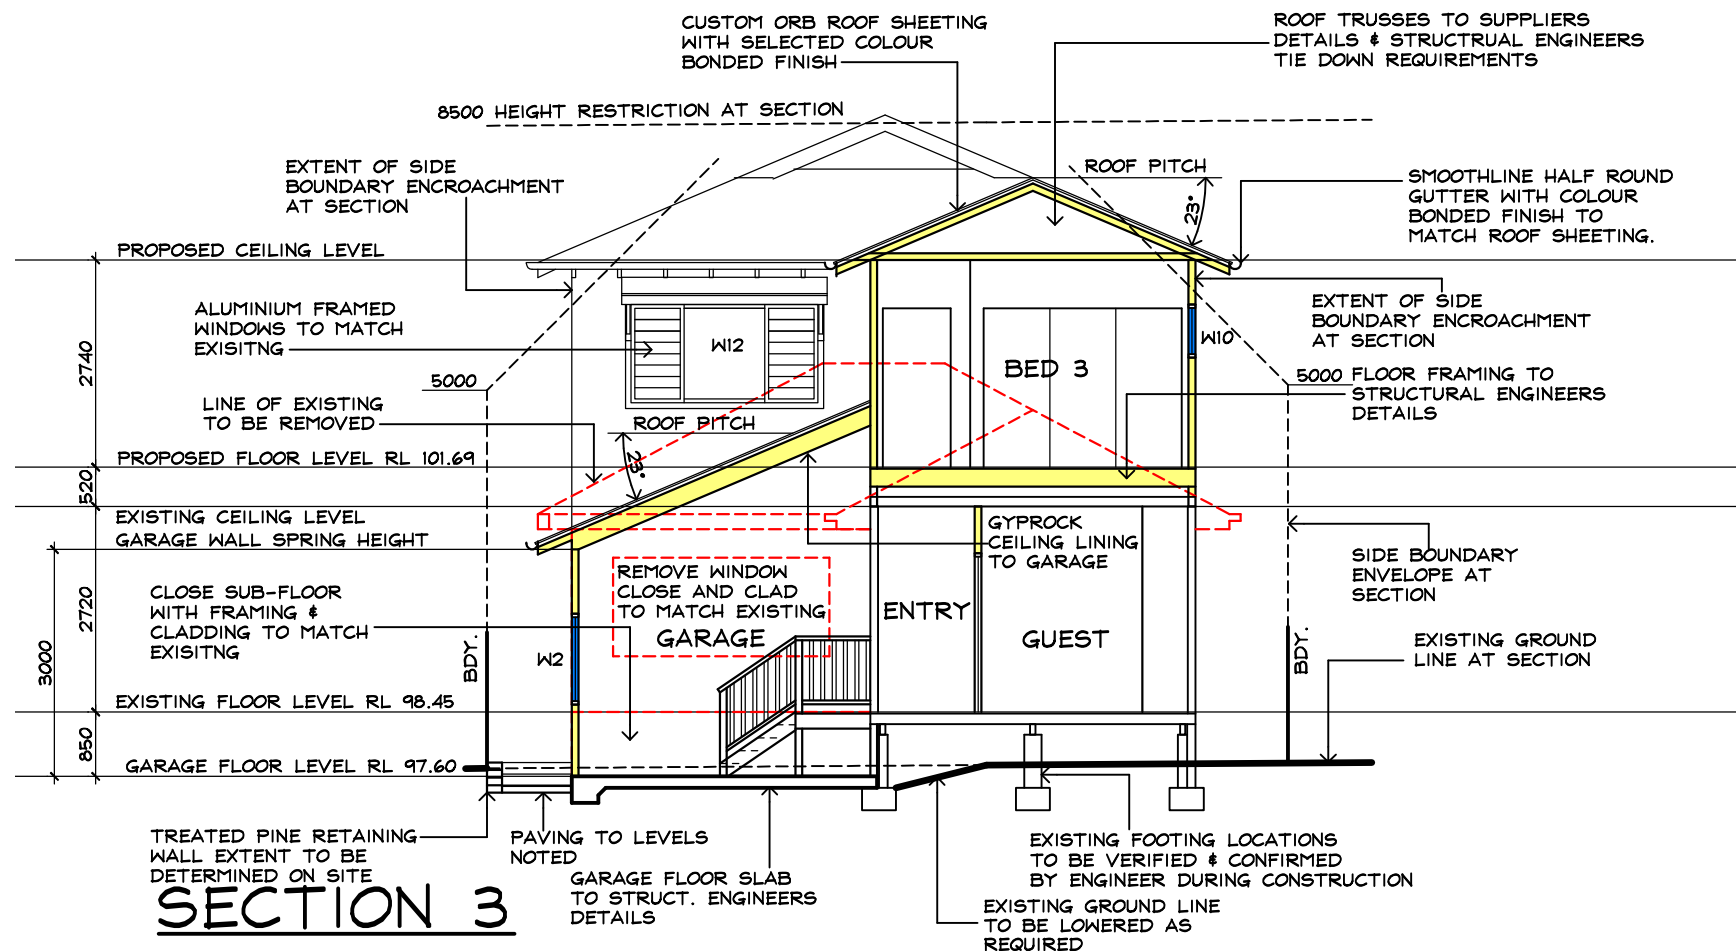 CUSTOM ORB ROOF SHEETING
WITH SELECTED COLOUR
BONDED FINISH
ROOF TRUSSES TO SUPPLIERS
DETAILS & STRUCTRUAL ENGINEERS
TIE DOWN REQUIREMENTS
8500 HEIGHT RESTRICTION AT SECTION
EXTENT OF SIDE
BOUNDARY ENCROACHMENT
AT SECTION
ROOF PITCH
23°
SMOOTHLINE HALF ROUND
GUTTER WITH COLOUR
BONDED FINISH TO
MATCH ROOF SHEETING.
PROPOSED CEILING LEVEL
ALUMINIUM FRAMED
WINDOWS TO MATCH
EXISITNG
W12
W10
EXTENT OF SIDE
BOUNDARY ENCROACHMENT
AT SECTION
2740
5000
BED 3
5000
FLOOR FRAMING TO
STRUCTURAL ENGINEERS
DETAILS
LINE OF EXISTING
TO BE REMOVED
ROOF PITCH
23°
PROPOSED FLOOR LEVEL RL 101.69
520
EXISTING CEILING LEVEL
GARAGE WALL SPRING HEIGHT
GYPROCK
CEILING LINING
TO GARAGE
SIDE BOUNDARY
ENVELOPE AT
SECTION
REMOVE WINDOW
CLOSE AND CLAD
TO MATCH EXISTING
GARAGE
ENTRY
GUEST
CLOSE SUB-FLOOR
WITH FRAMING &
CLADDING TO MATCH
EXISITNG
2720
3000
BDY.
W2
BDY.
EXISTING GROUND
LINE AT SECTION
EXISTING FLOOR LEVEL RL 98.45
850
GARAGE FLOOR LEVEL RL 97.60
TREATED PINE RETAINING
WALL EXTENT TO BE
DETERMINED ON SITE
PAVING TO LEVELS
NOTED
GARAGE FLOOR SLAB
TO STRUCT. ENGINEERS
DETAILS
EXISTING FOOTING LOCATIONS
TO BE VERIFIED & CONFIRMED
BY ENGINEER DURING CONSTRUCTION
EXISTING GROUND LINE
TO BE LOWERED AS
REQUIRED
SECTION 3